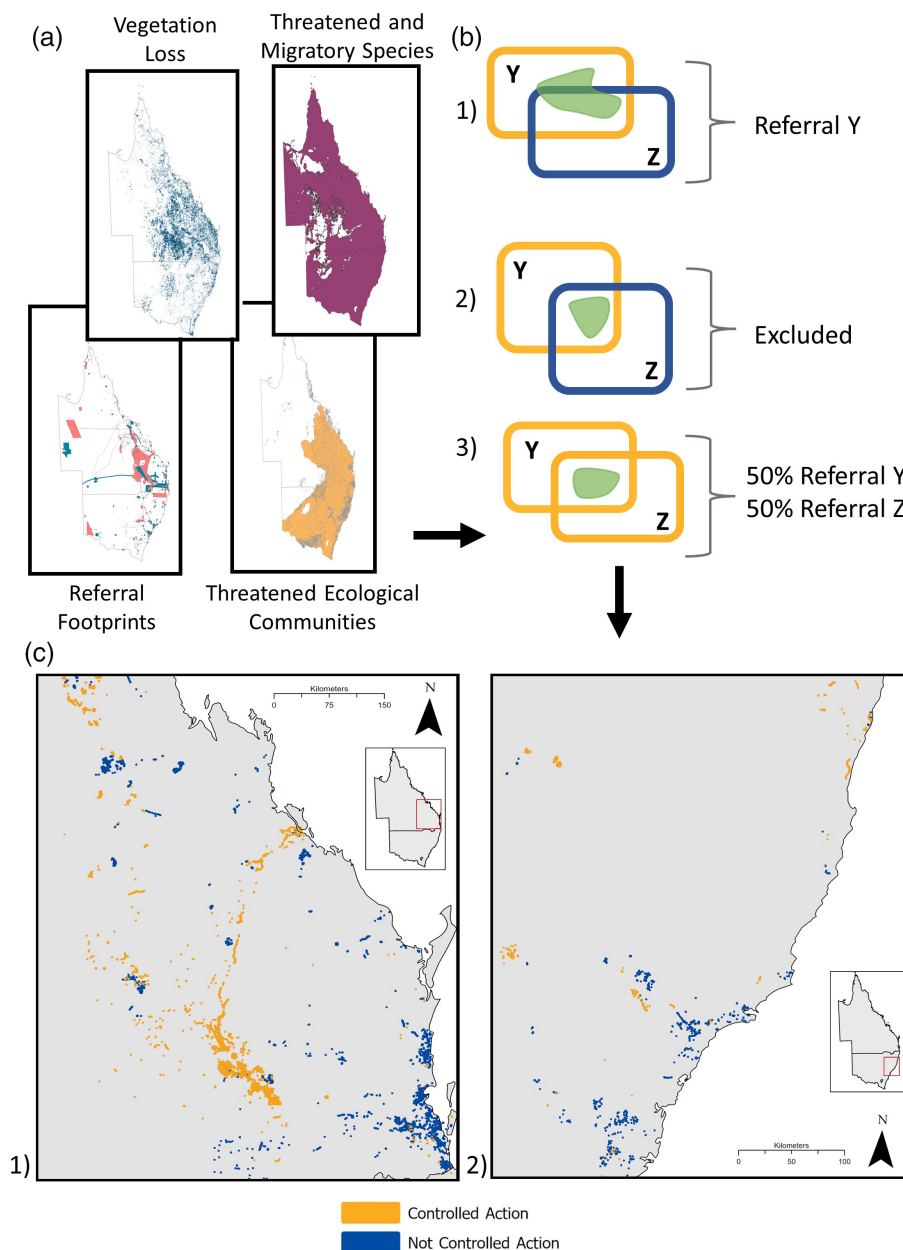 (a)
Vegetation
Loss
Threatened and
Migratory Species
Referral
Footprints
Threatened Ecological
Communities
(b)
1)
Y
Z
Referral Y
2)
Y
Z
Excluded
3)
Y
Z
50% Referral Y
50% Referral Z
(c)
Kilometers
0 75 150
N
1)
Kilometers
0 50 100
N
2)
Controlled Action
Not Controlled Action